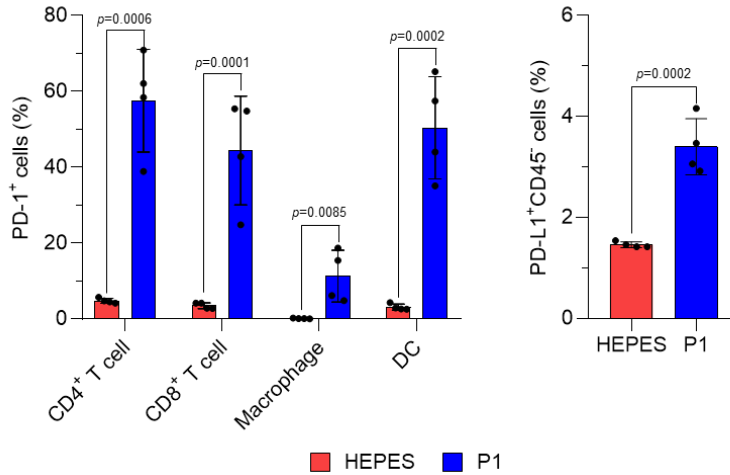 80
60
40
20
0
PD-1⁺ cells (%)
p=0.0006
p=0.0001
p=0.0085
p=0.0002
CD4⁺ T cell
CD8⁺ T cell
Macrophage
DC
6
4
2
0
PD-L1⁺CD45⁻ cells (%)
p=0.0002
HEPES P1
HEPES P1